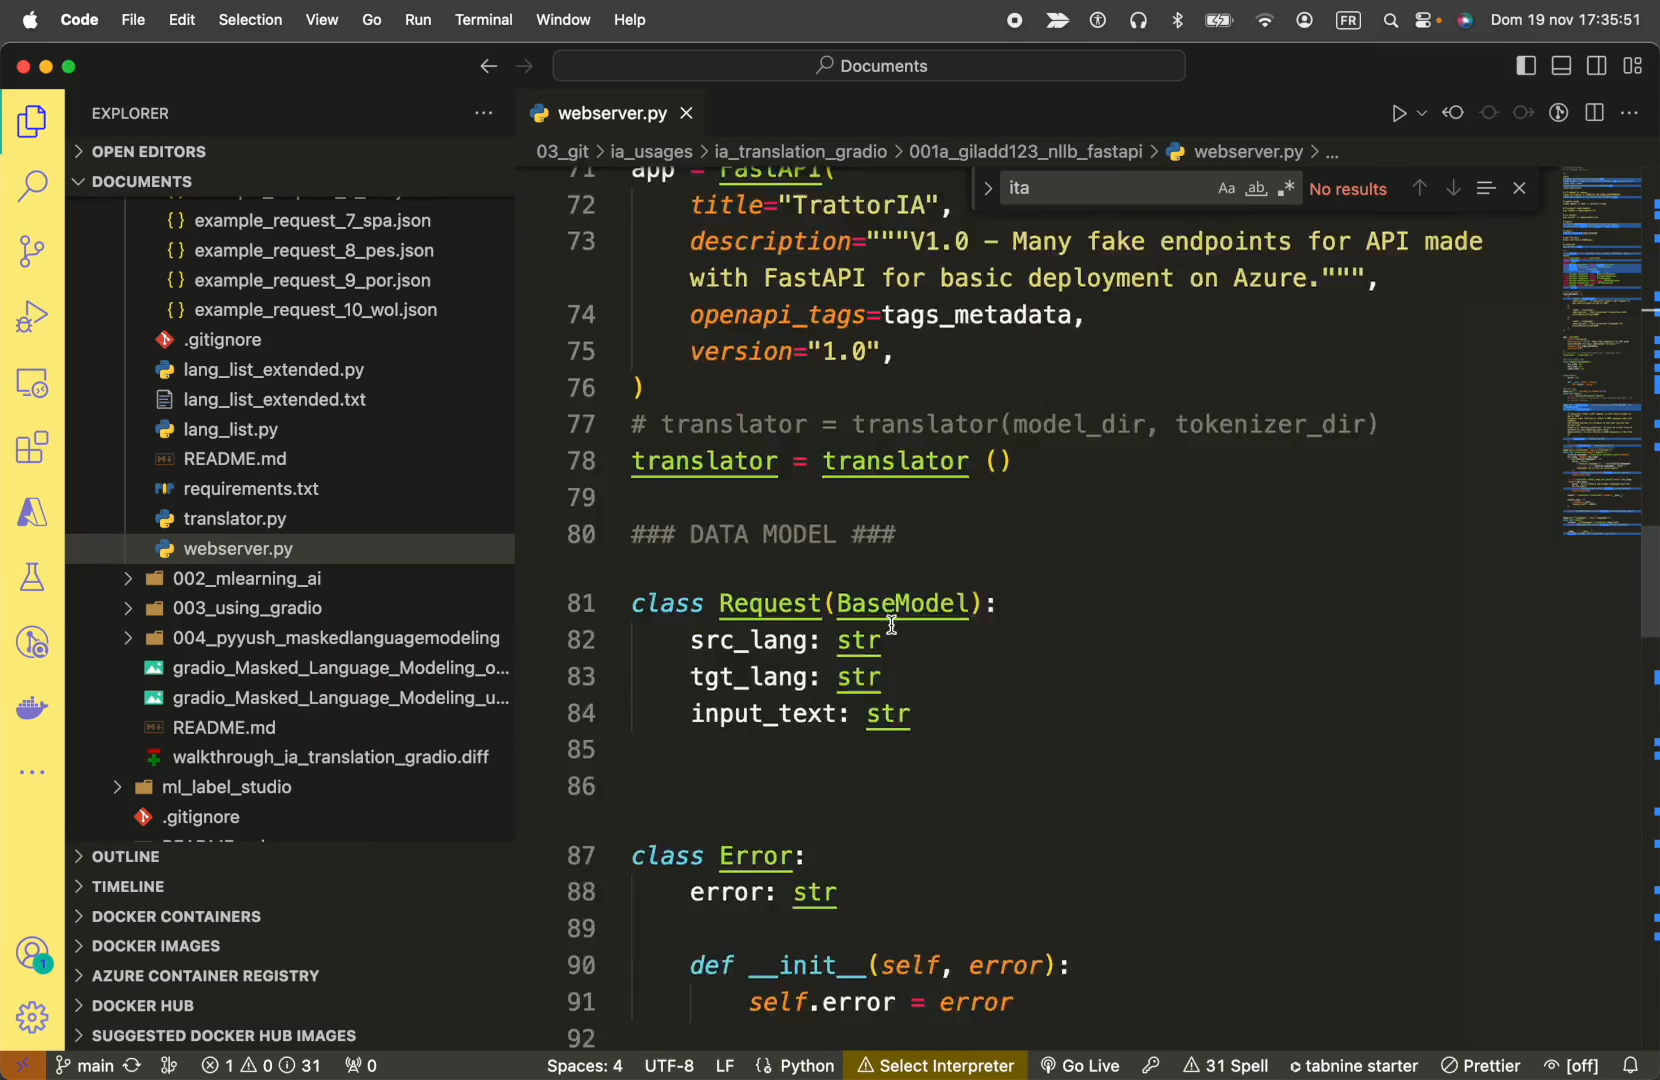 Code File Edit Selection View Go Run Terminal Window Help FR Dom 19 nov 17:35:51
Documents
EXPLORER
OPEN EDITORS
DOCUMENTS
{} example_request_7_spa.json
{} example_request_8_pes.json
{} example_request_9_por.json
{} example_request_10_wol.json
.gitignore
lang_list_extended.py
lang_list_extended.txt
lang_list.py
README.md
requirements.txt
translator.py
webserver.py
002_mlearning_ai
003_using_gradio
004_pyyush_maskedlanguagemodeling
gradio_Masked_Language_Modeling_o...
gradio_Masked_Language_Modeling_u...
README.md
walkthrough_ia_translation_gradio.diff
ml_label_studio
.gitignore
OUTLINE
TIMELINE
DOCKER CONTAINERS
DOCKER IMAGES
AZURE CONTAINER REGISTRY
DOCKER HUB
SUGGESTED DOCKER HUB IMAGES
1
webserver.py
03_git > ia_usages > ia_translation_gradio > 001a_giladd123_nllb_fastapi > webserver.py > ...
ita Aa ab No results
71 app = FastAPI(
72 title="TrattorIA",
73 description="""V1.0 – Many fake endpoints for API made
with FastAPI for basic deployment on Azure.""",
74 openapi_tags=tags_metadata,
75 version="1.0",
76 )
77 # translator = translator(model_dir, tokenizer_dir)
78 translator = translator ()
79
80 ### DATA MODEL ###
81 class Request(BaseModel):
82 src_lang: str
83 tgt_lang: str
84 input_text: str
85
86
87 class Error:
88 error: str
89
90 def __init__(self, error):
91 self.error = error
92
main 1 0 31 0 Spaces: 4 UTF-8 LF {} Python Select Interpreter Go Live 31 Spell tabnine starter Prettier [off]